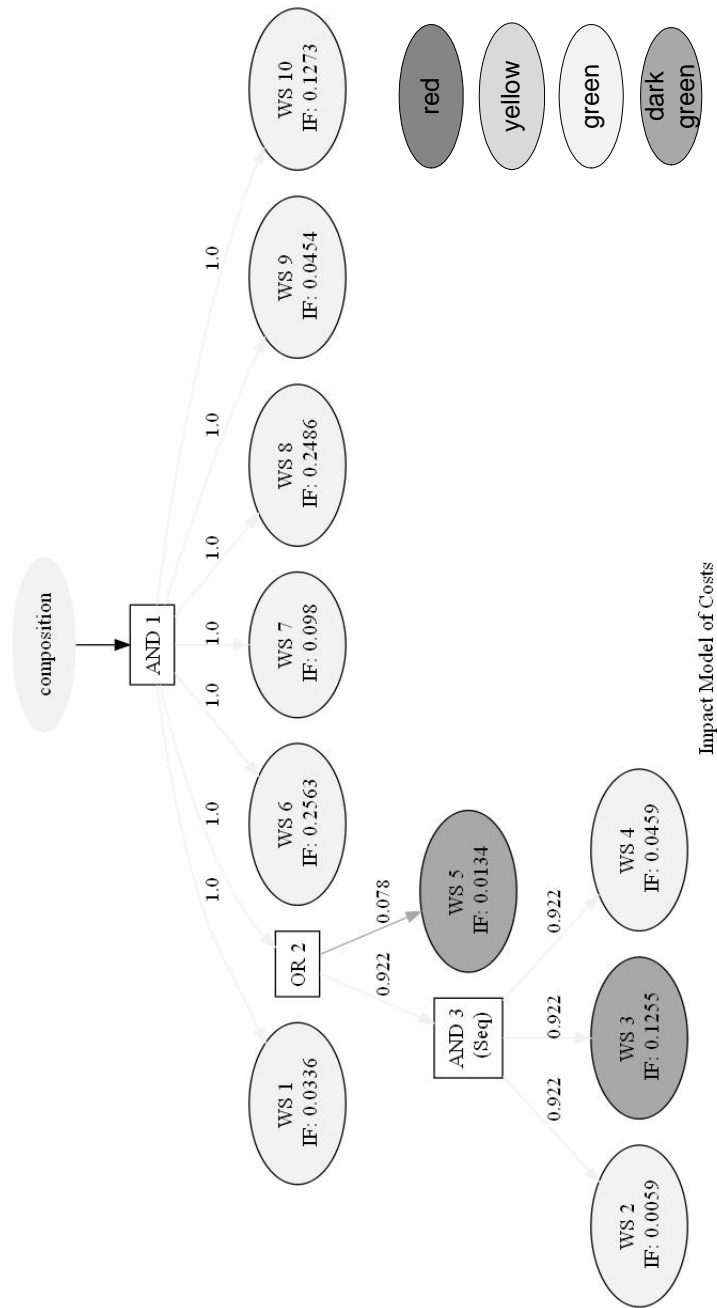 composition
AND 1
1.0
1.0
1.0
1.0
1.0
1.0
1.0
WS 1
IF: 0.0336
OR 2
WS 6
IF: 0.2563
WS 7
IF: 0.098
WS 8
IF: 0.2486
WS 9
IF: 0.0454
WS 10
IF: 0.1273
0.922
0.078
AND 3
(Seq)
WS 5
IF: 0.0134
0.922
0.922
0.922
WS 2
IF: 0.0059
WS 3
IF: 0.1255
WS 4
IF: 0.0459
red
yellow
green
dark
green
Impact Model of Costs